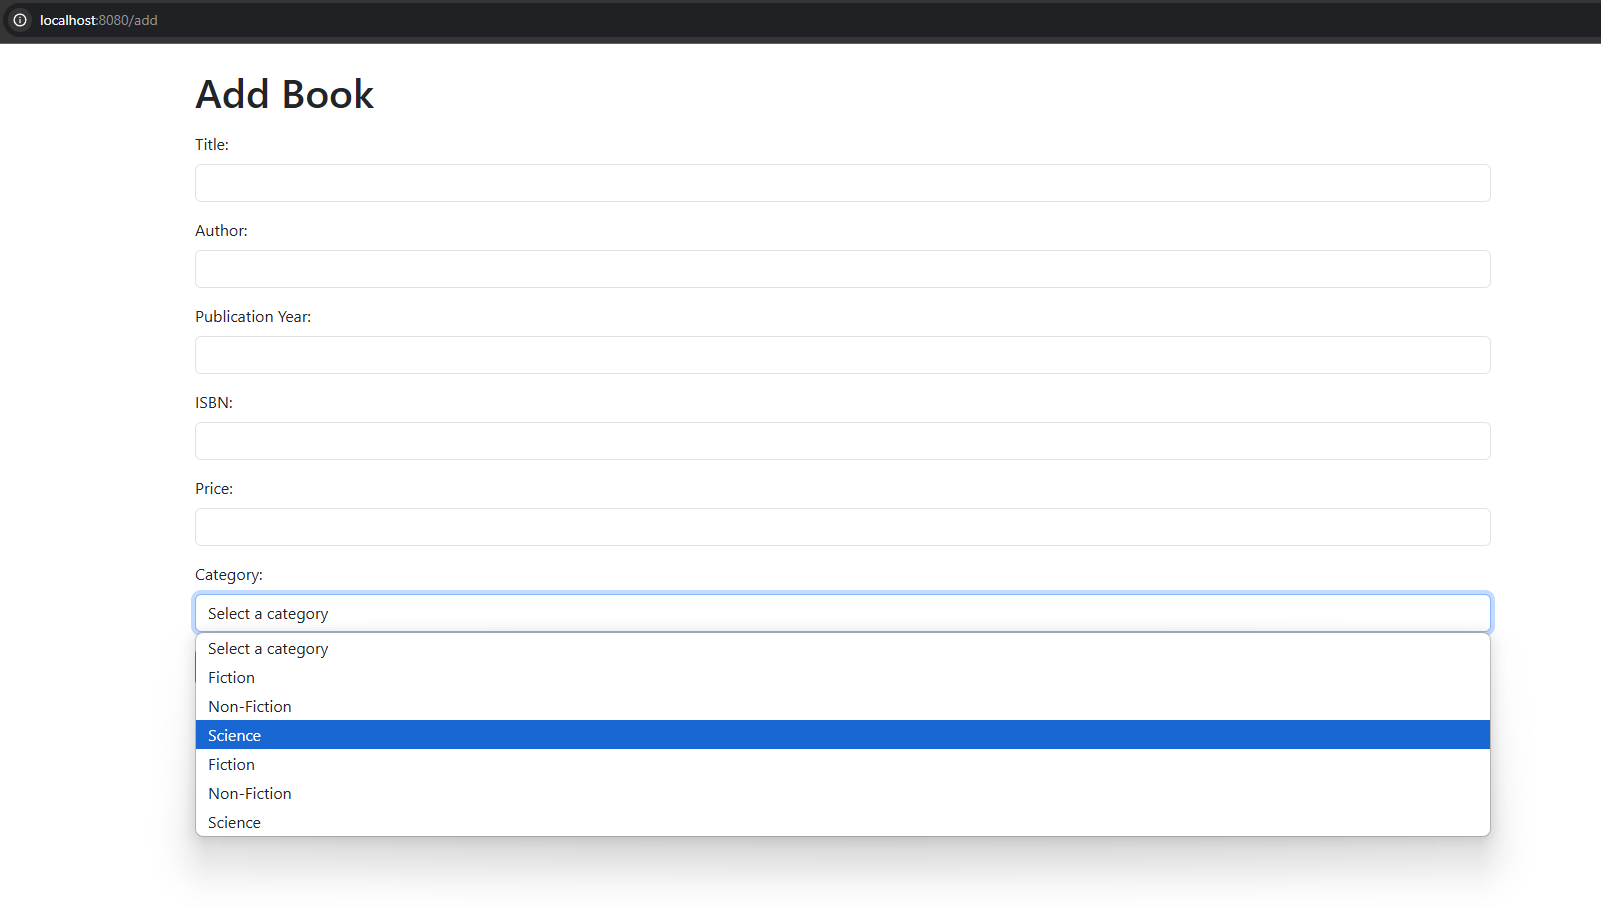 localhost:8080/add
Add Book
Title:
Author:
Publication Year:
ISBN:
Price:
Category:
Select a category
Select a category
Fiction
Non-Fiction
Science
Fiction
Non-Fiction
Science